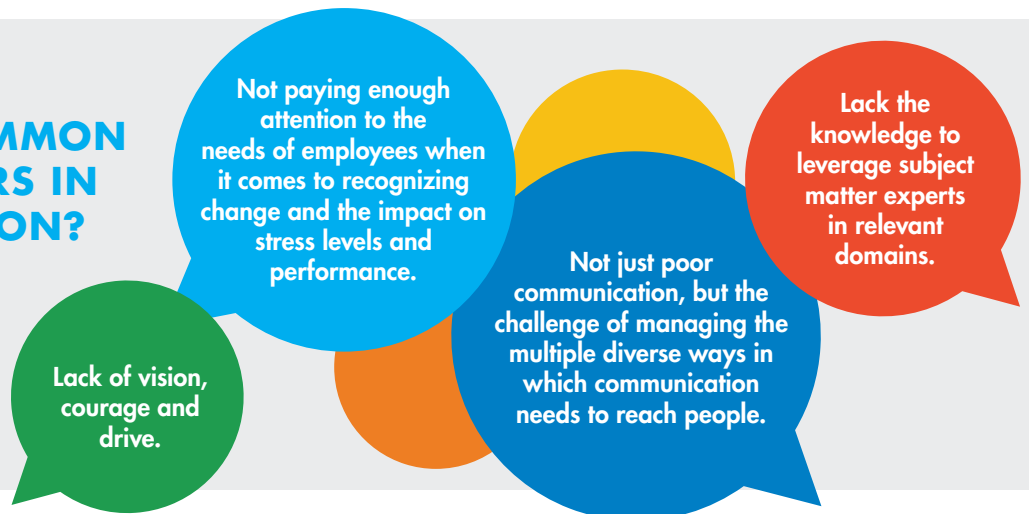 MMON
RS IN
ON?
Not paying enough
attention to the
needs of employees when
it comes to recognizing
change and the impact on
stress levels and
performance.
Lack the
knowledge to
leverage subject
matter experts
in relevant
domains.
Not just poor
communication, but the
challenge of managing the
multiple diverse ways in
which communication
needs to reach people.
Lack of vision,
courage and
drive.